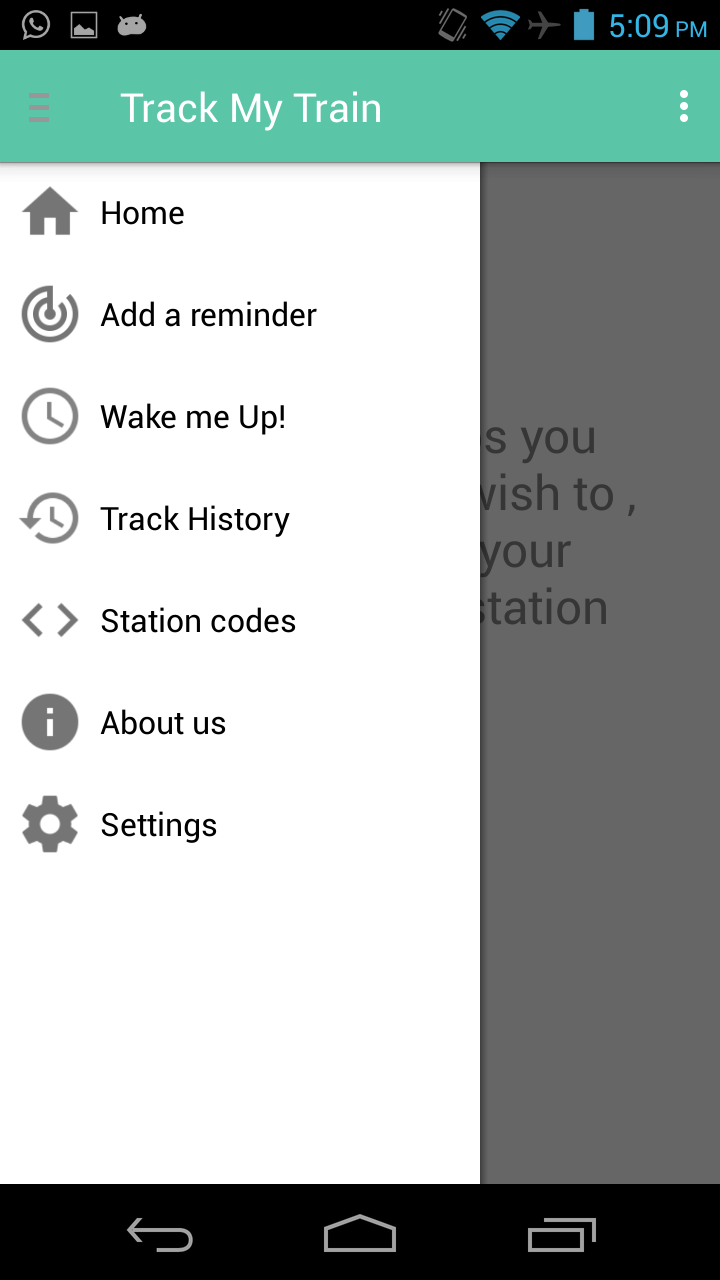 5:09 PM
Track My Train
Home
Add a reminder
Wake me Up!
Track History
Station codes
About us
Settings
s you
wish to ,
your
station